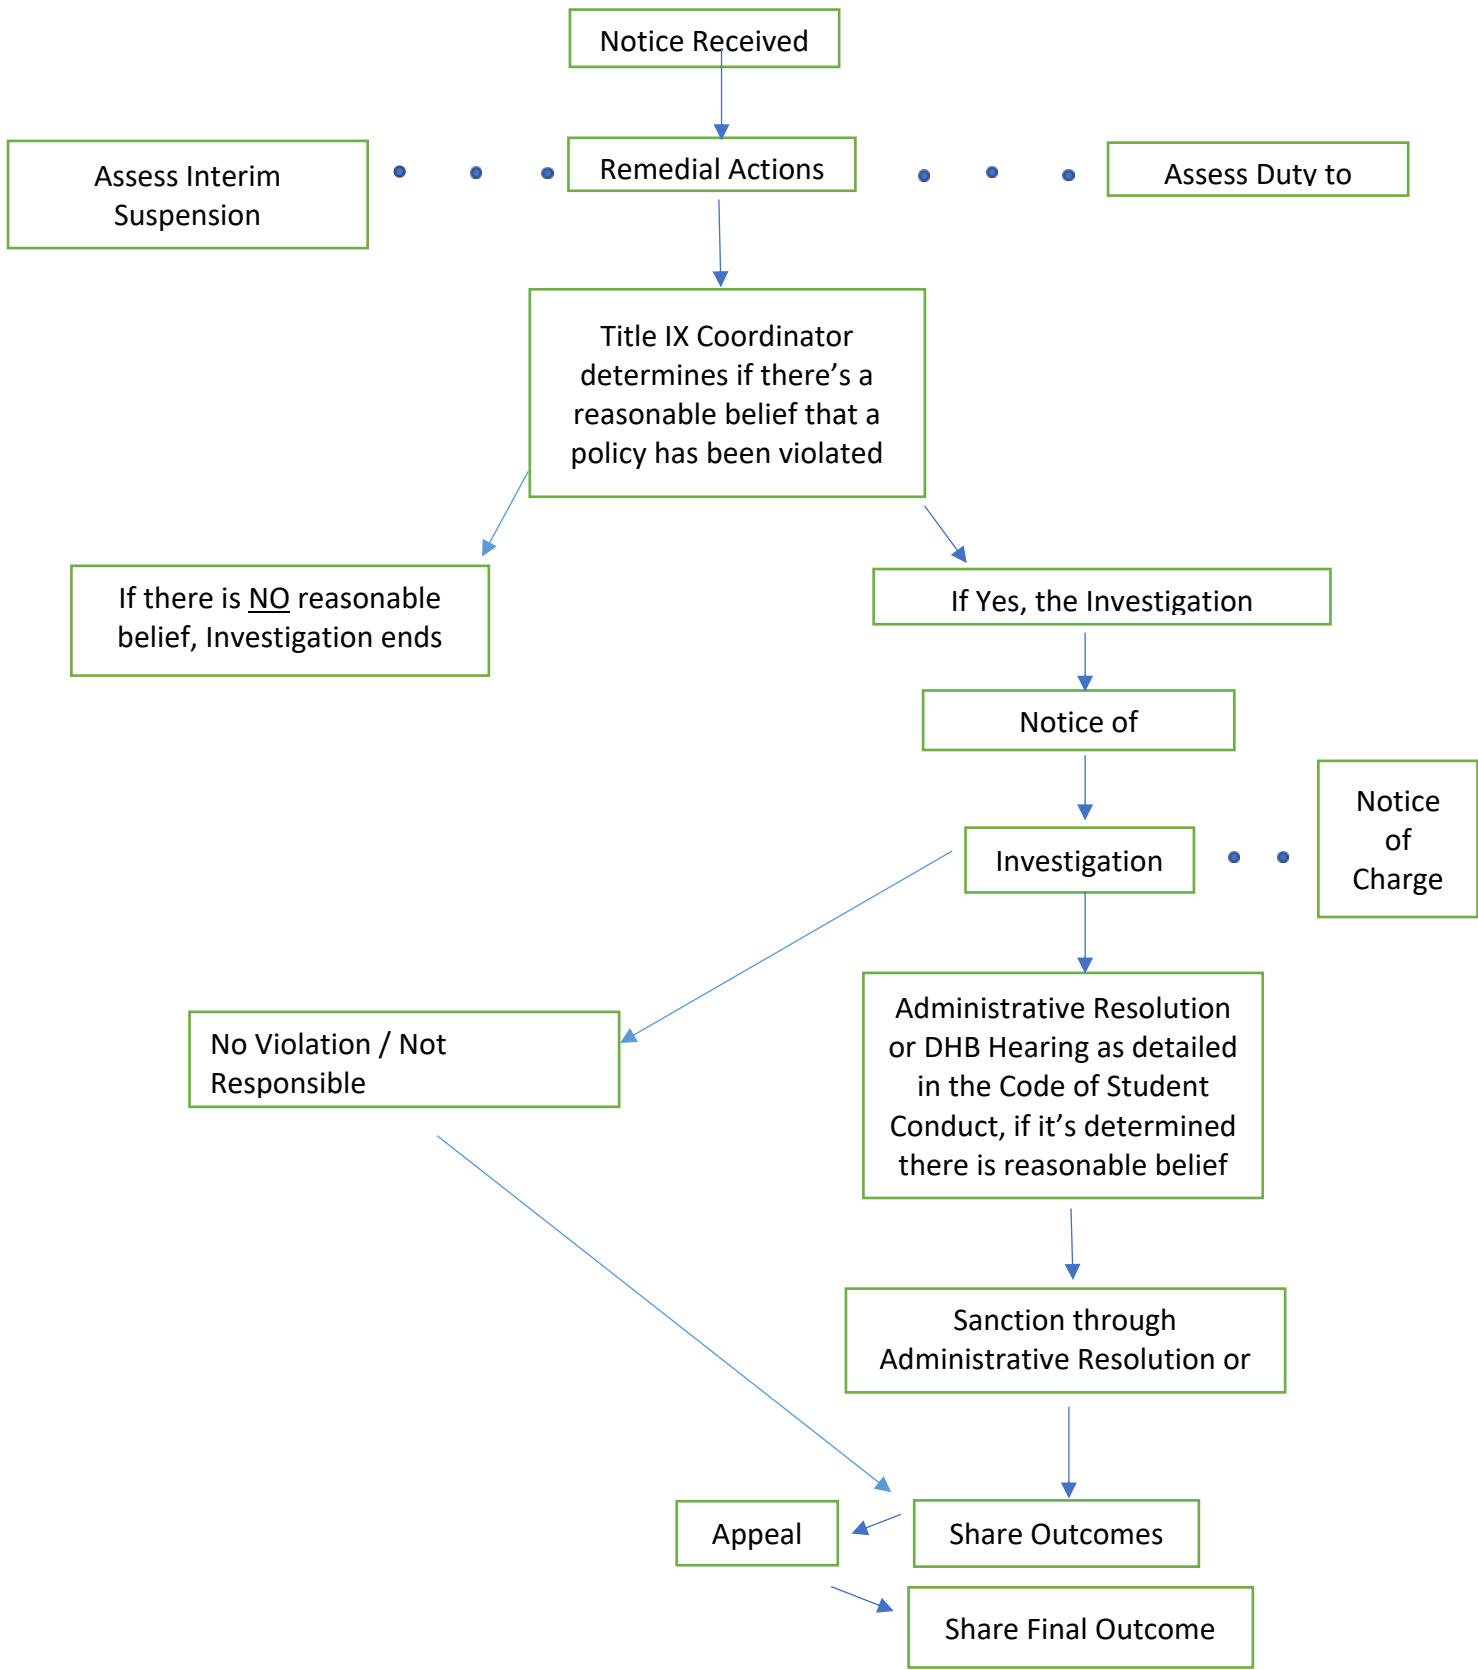 Notice Received
Assess Interim
Suspension
Remedial Actions
Assess Duty to
Title IX Coordinator
determines if there’s a
reasonable belief that a
policy has been violated
If there is NO reasonable
belief, Investigation ends
If Yes, the Investigation
Notice of
Notice
of
Charge
Investigation
Administrative Resolution
or DHB Hearing as detailed
in the Code of Student
Conduct, if it’s determined
there is reasonable belief
No Violation / Not
Responsible
Sanction through
Administrative Resolution or
Appeal
Share Outcomes
Share Final Outcome